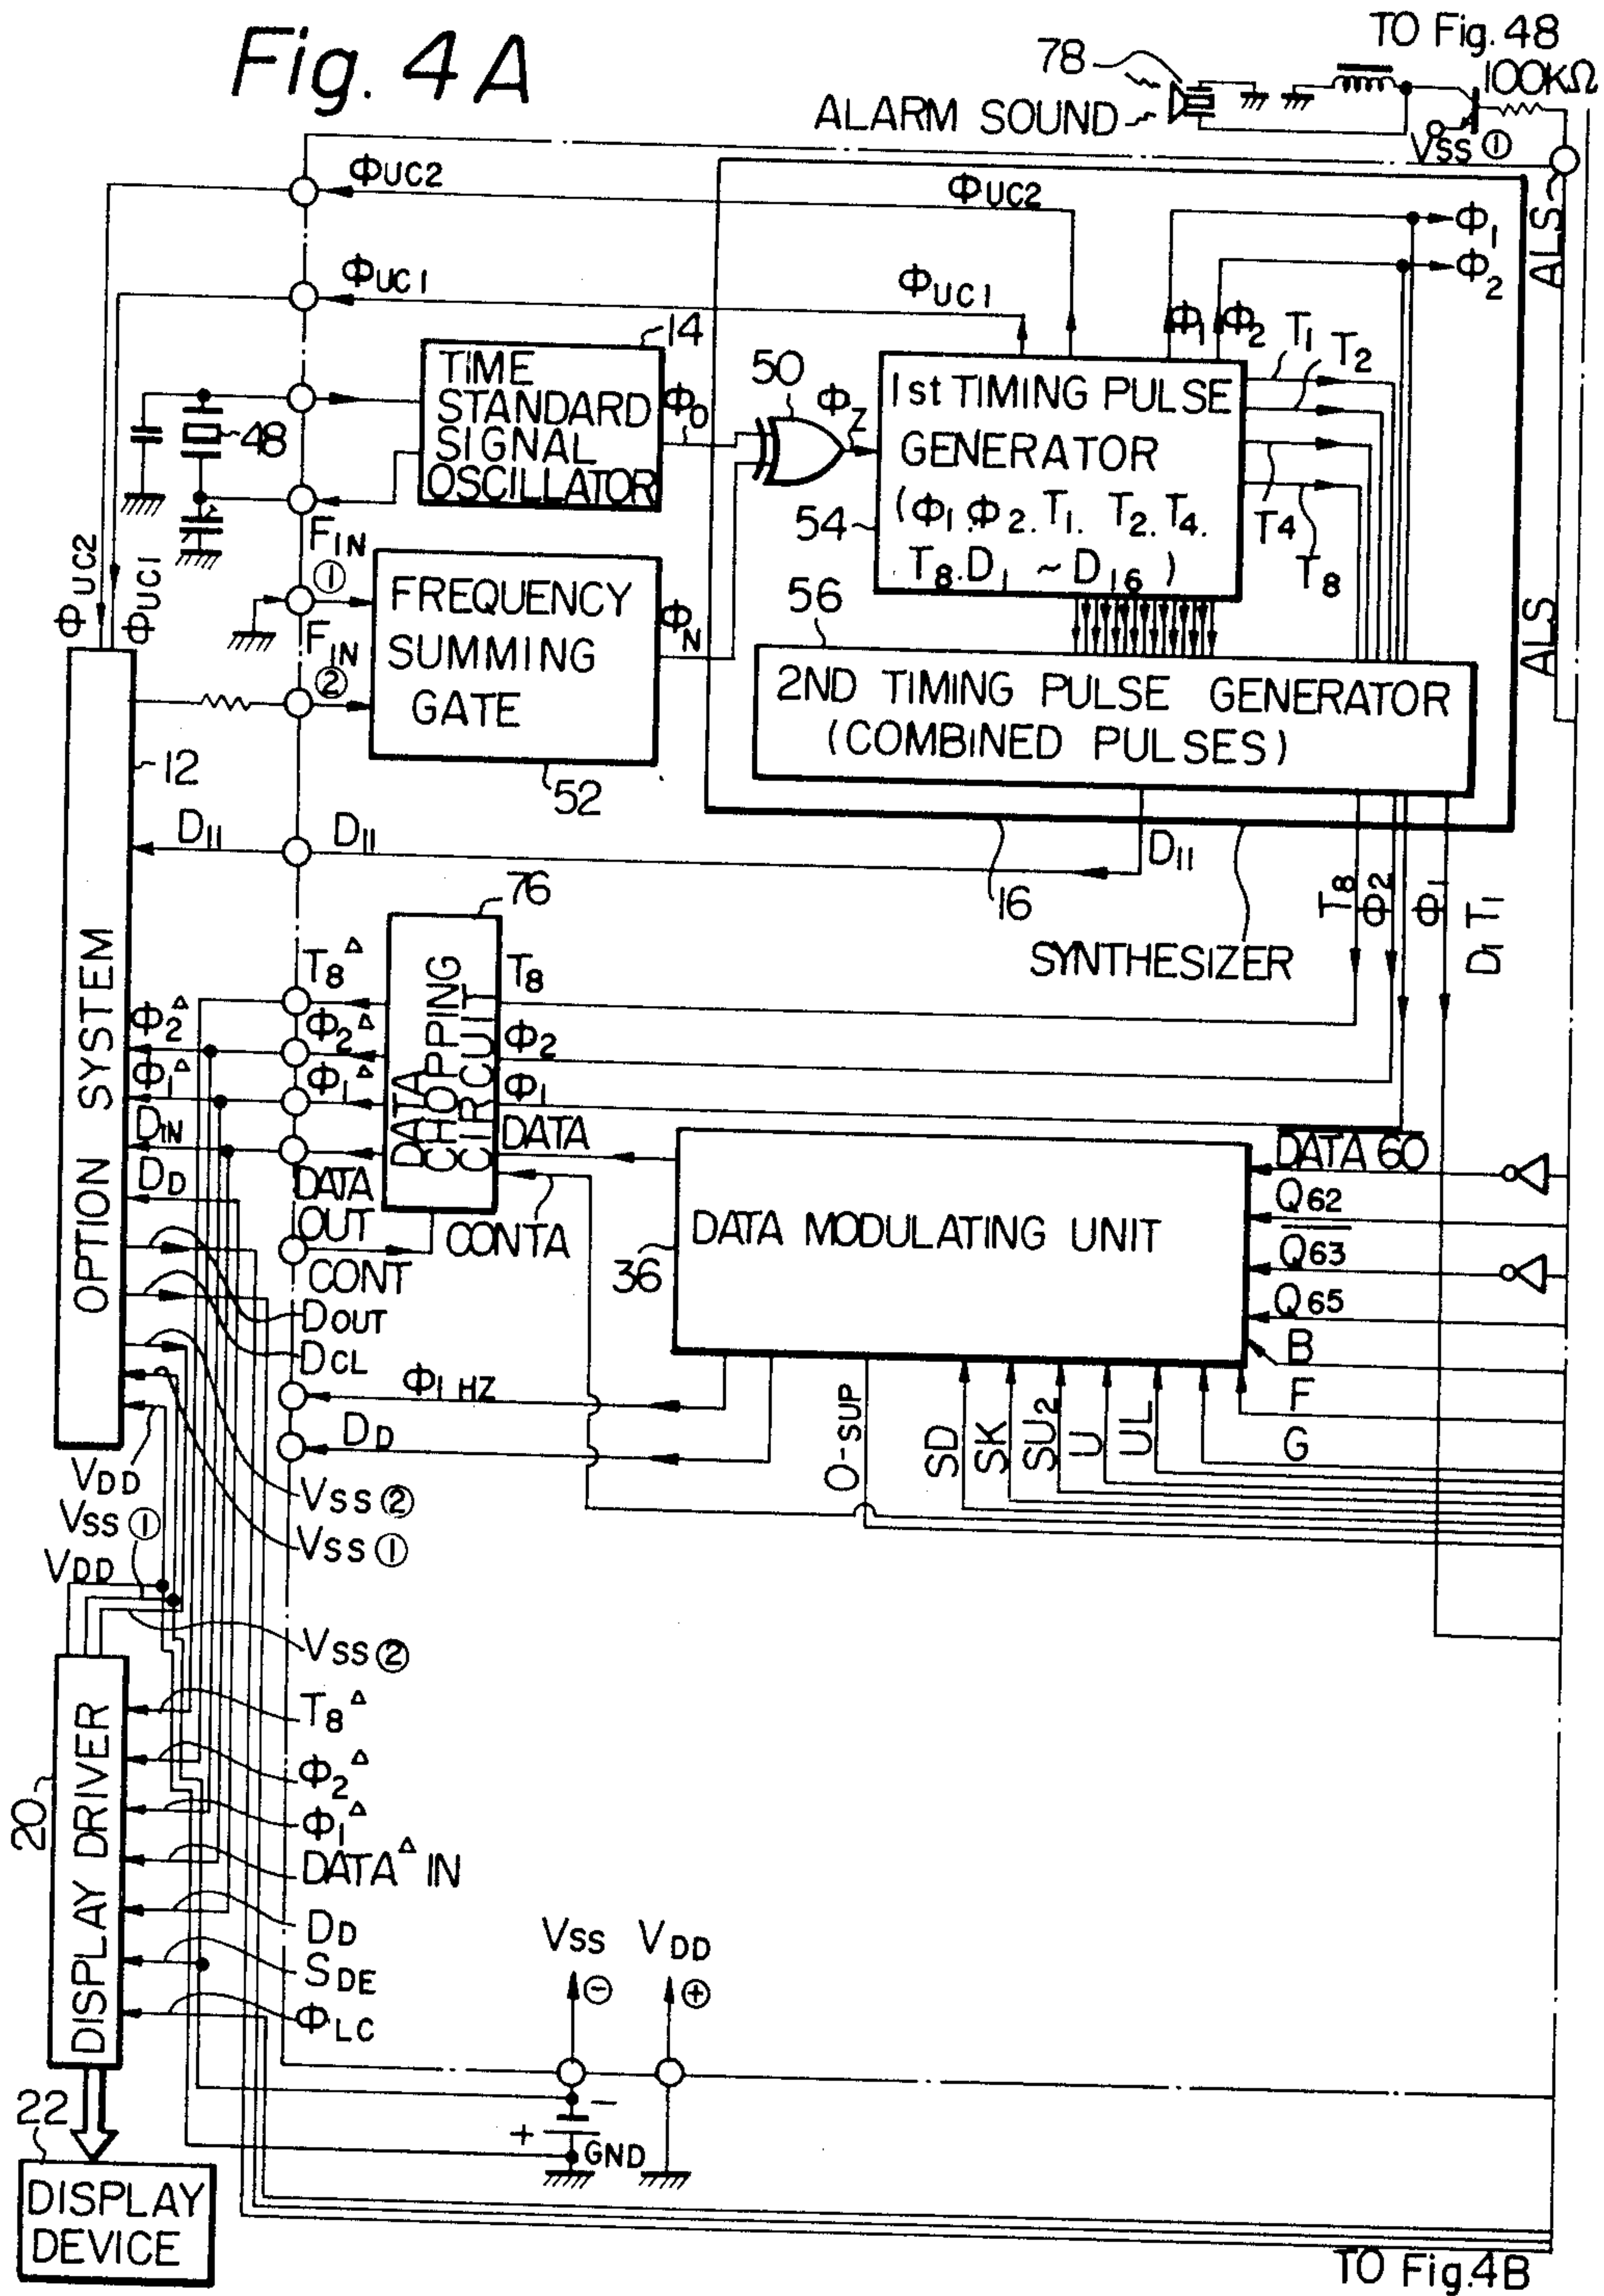 Fig. 4A
TO Fig. 48
78
100KΩ
ALARM SOUND
VSS ①
ΦUC2
ΦUC2
Φ1
ALS
Φ2
ΦUC1
ΦUC1
14
TIME
STANDARD
SIGNAL
OSCILLATOR
Φ0
50
ΦZ
Φ1
Φ2
T1
T2
1st TIMING PULSE
GENERATOR
(Φ1.Φ2.T1. T2.T4.
T8.D1 ~ D16 )
54
T4
T8
48
FIN
①
FIN
②
ΦUC2
ΦUC1
FREQUENCY
SUMMING
GATE
52
ΦN
56
2ND TIMING PULSE GENERATOR
(COMBINED PULSES)
ALS
12
D11
D11
D11
16
SYNTHESIZER
T8
Φ2
Φ1
D1 T1
76
DATA
CHOPPING
CIRCUIT
OPTION SYSTEM
T8Δ
T8
Φ2Δ
Φ2Δ
Φ2
Φ1Δ
Φ1Δ
Φ1
DIN
DATA
DD
DATA
OUT
CONT
CONTA
DATA MODULATING UNIT
36
DATA 60
Q62
Q63
Q65
B
F
G
DOUT
DCL
Φ1 HZ
DD
O-SUP
SD
SK
SU2
U
UL
VDD
VSS ①
VDD
VSS②
VSS①
VSS②
T8Δ
Φ2Δ
Φ1Δ
DATAΔ IN
DD
SDE
ΦLC
20
DISPLAY DRIVER
VSS
⊖
VDD
⊕
−
+
GND
22
DISPLAY
DEVICE
TO Fig.4B